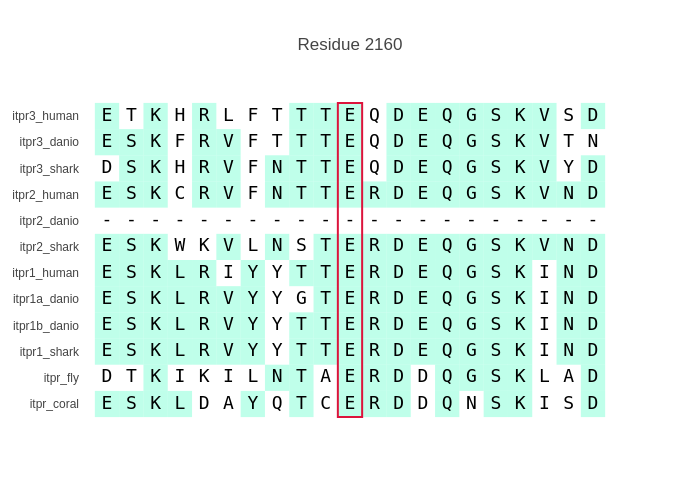 Residue 2160
itpr3_human E T K H R L F T T T E Q D E Q G S K V S D
itpr3_danio E S K F R V F T T T E Q D E Q G S K V T N
itpr3_shark D S K H R V F N T T E Q D E Q G S K V Y D
itpr2_human E S K C R V F N T T E R D E Q G S K V N D
itpr2_danio - - - - - - - - - - - - - - - - - - - - -
itpr2_shark E S K W K V L N S T E R D E Q G S K V N D
itpr1_human E S K L R I Y Y T T E R D E Q G S K I N D
itpr1a_danio E S K L R V Y Y G T E R D E Q G S K I N D
itpr1b_danio E S K L R V Y Y T T E R D E Q G S K I N D
itpr1_shark E S K L R V Y Y T T E R D E Q G S K I N D
itpr_fly D T K I K I L N T A E R D D Q G S K L A D
itpr_coral E S K L D A Y Q T C E R D D Q N S K I S D